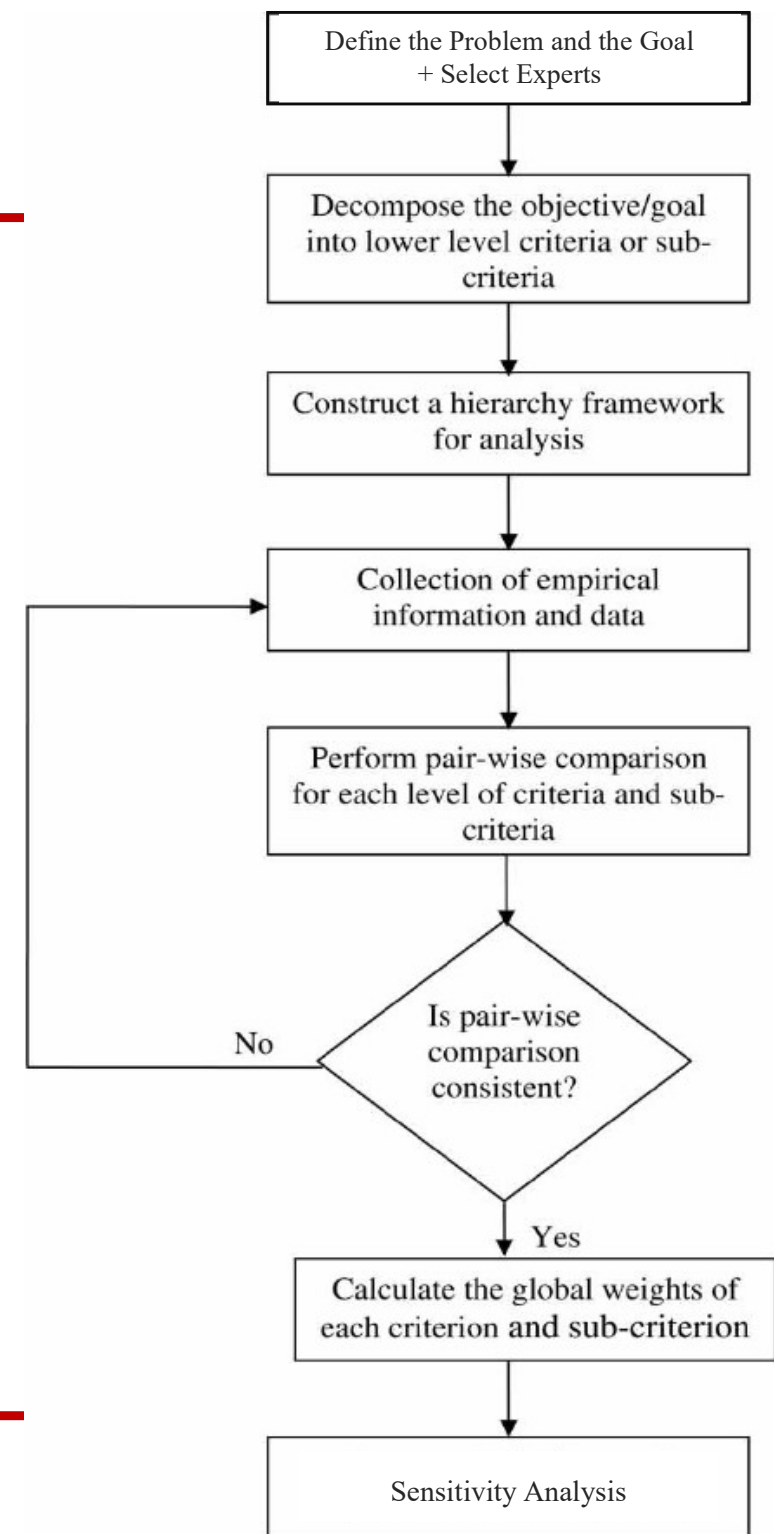 Define the Problem and the Goal
+ Select Experts
Decompose the objective/goal
into lower level criteria or sub-
criteria
Construct a hierarchy framework
for analysis
Collection of empirical
information and data
Perform pair-wise comparison
for each level of criteria and sub-
criteria
Is pair-wise
comparison
consistent?
No
Yes
Calculate the global weights of
each criterion and sub-criterion
Sensitivity Analysis